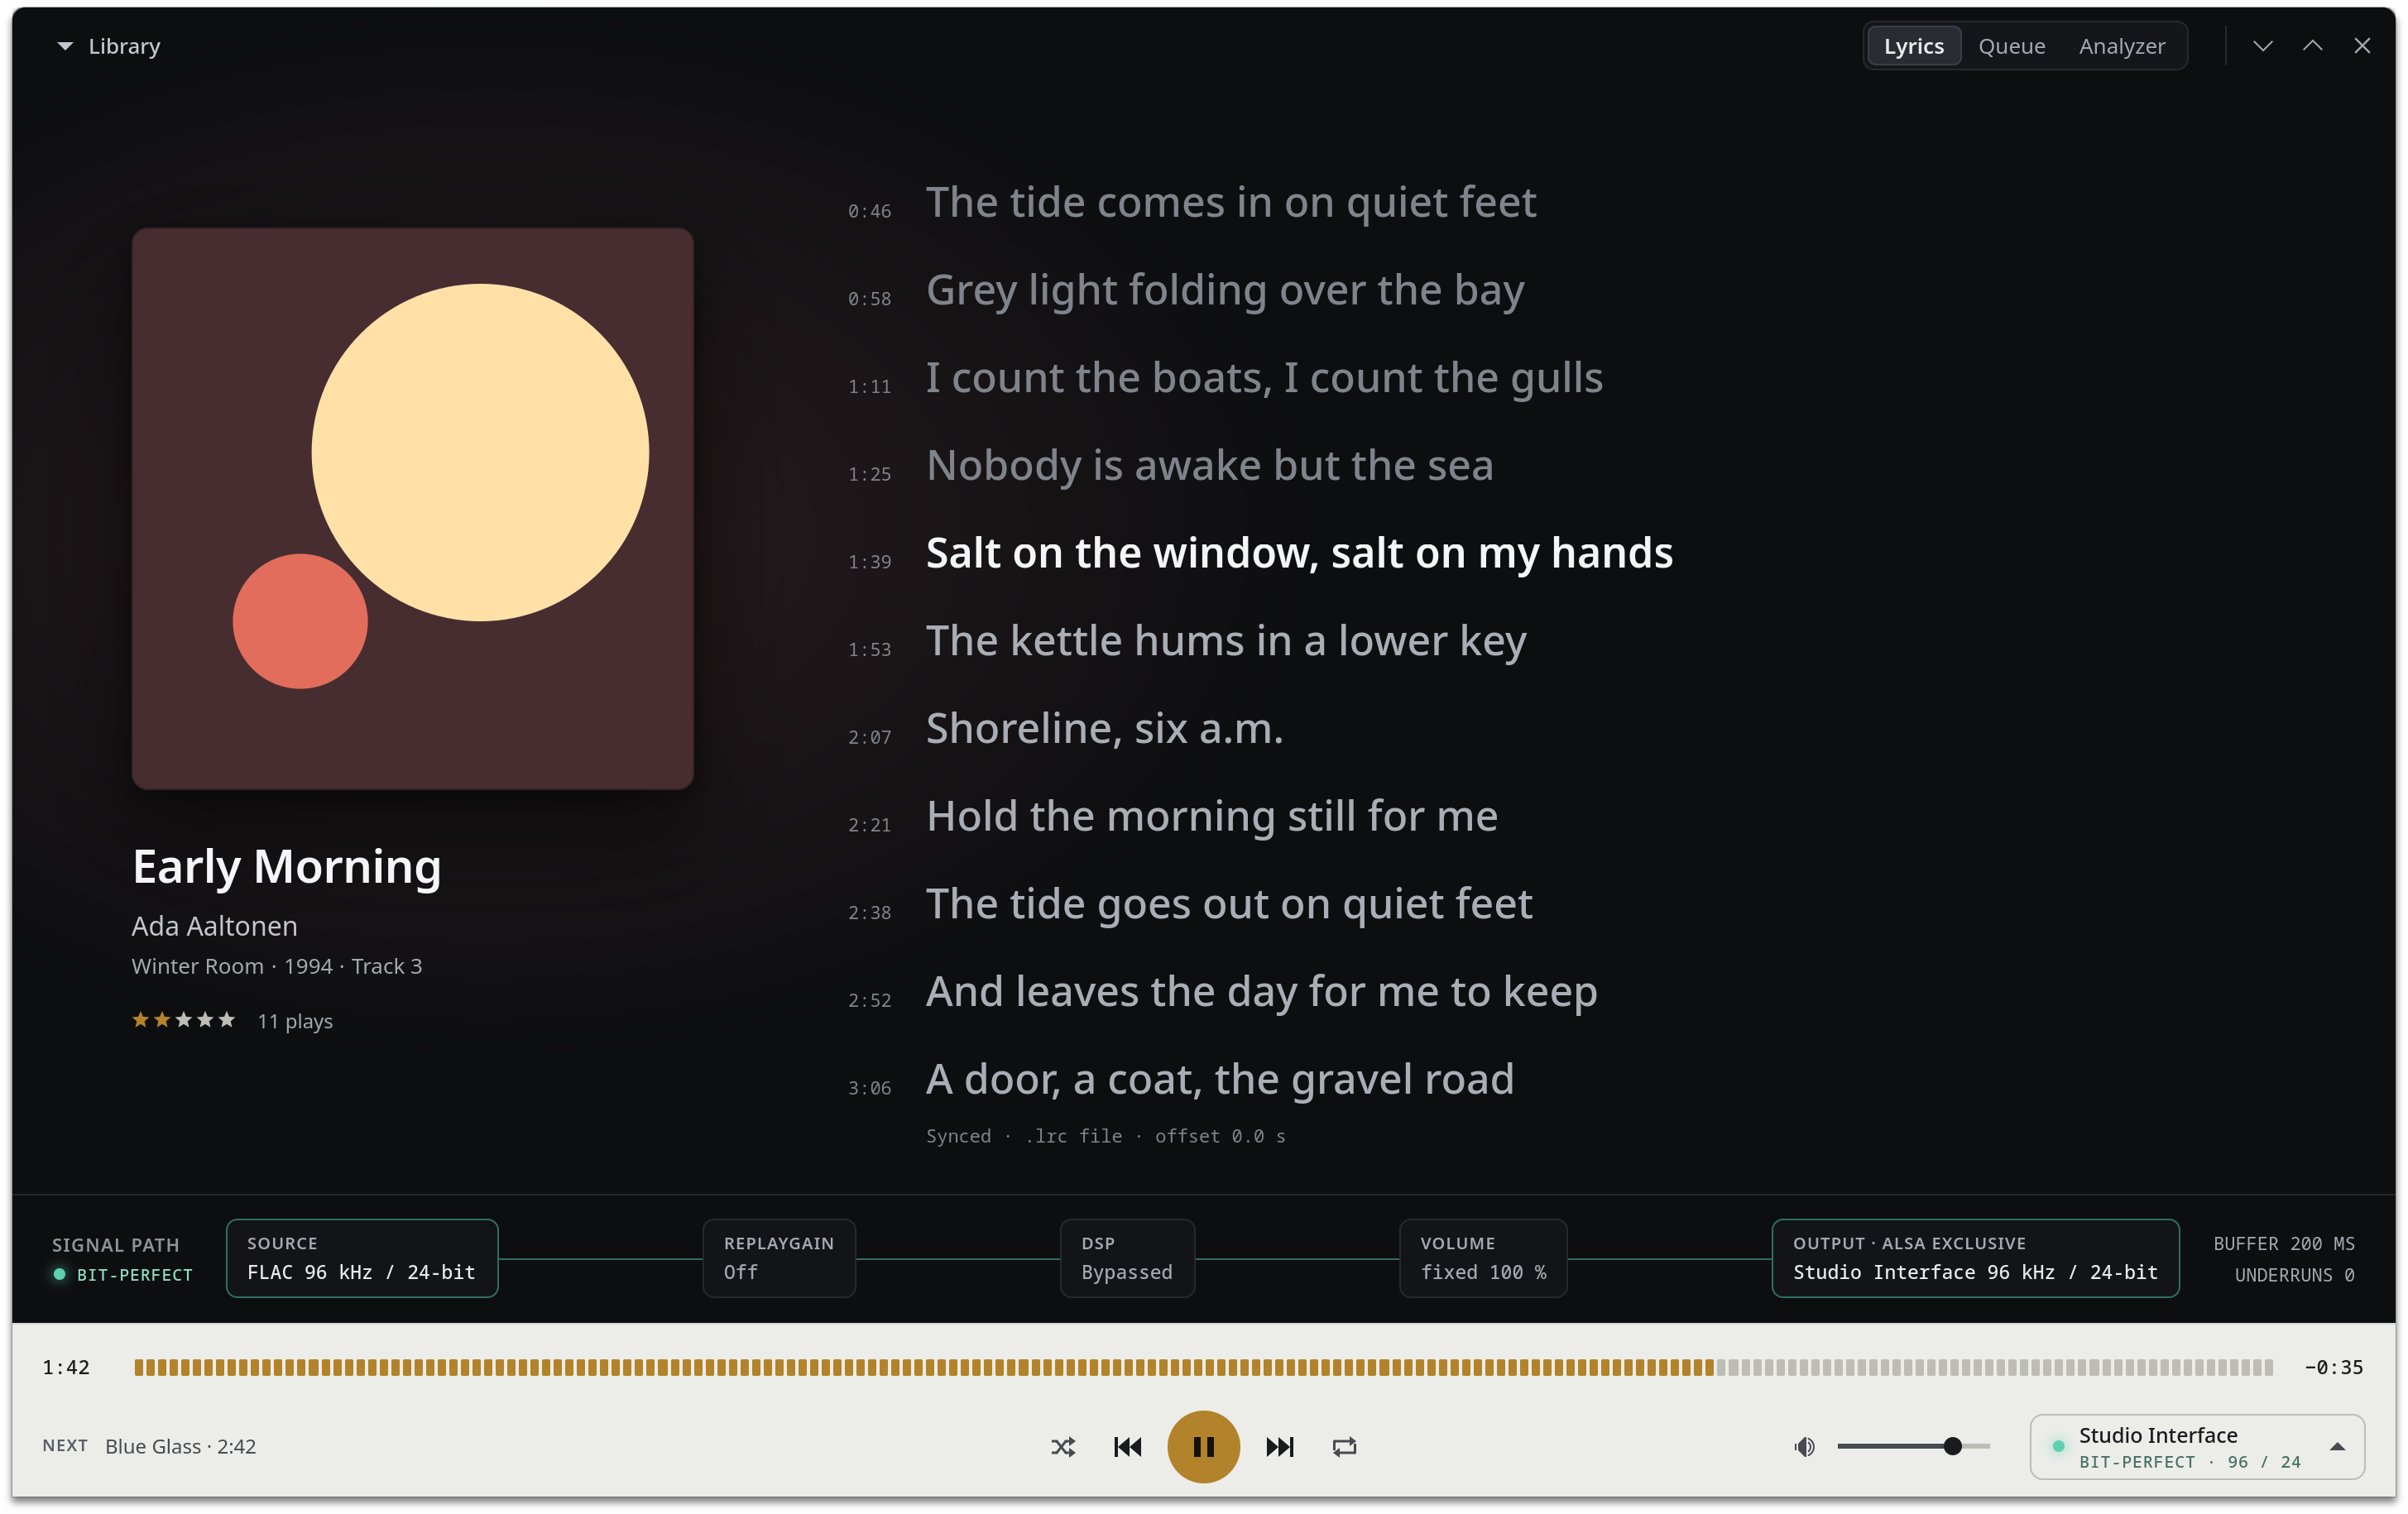 Library
Lyrics Queue Analyzer
0:46 The tide comes in on quiet feet
0:58 Grey light folding over the bay
1:11 I count the boats, I count the gulls
1:25 Nobody is awake but the sea
1:39 Salt on the window, salt on my hands
1:53 The kettle hums in a lower key
2:07 Shoreline, six a.m.
2:21 Hold the morning still for me
2:38 The tide goes out on quiet feet
2:52 And leaves the day for me to keep
3:06 A door, a coat, the gravel road
Synced · .lrc file · offset 0.0 s
Early Morning
Ada Aaltonen
Winter Room · 1994 · Track 3
11 plays
SIGNAL PATH
BIT-PERFECT
SOURCE
FLAC 96 kHz / 24-bit
REPLAYGAIN
Off
DSP
Bypassed
VOLUME
fixed 100 %
OUTPUT · ALSA EXCLUSIVE
Studio Interface 96 kHz / 24-bit
BUFFER 200 MS
UNDERRUNS 0
1:42
−0:35
NEXT Blue Glass · 2:42
Studio Interface
BIT-PERFECT · 96 / 24